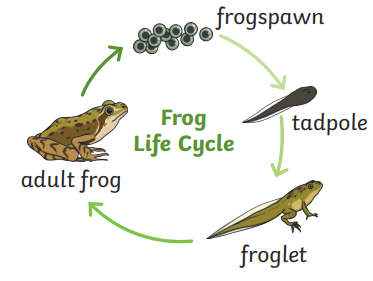 frogspawn
Frog
Life Cycle
tadpole
adult frog
froglet